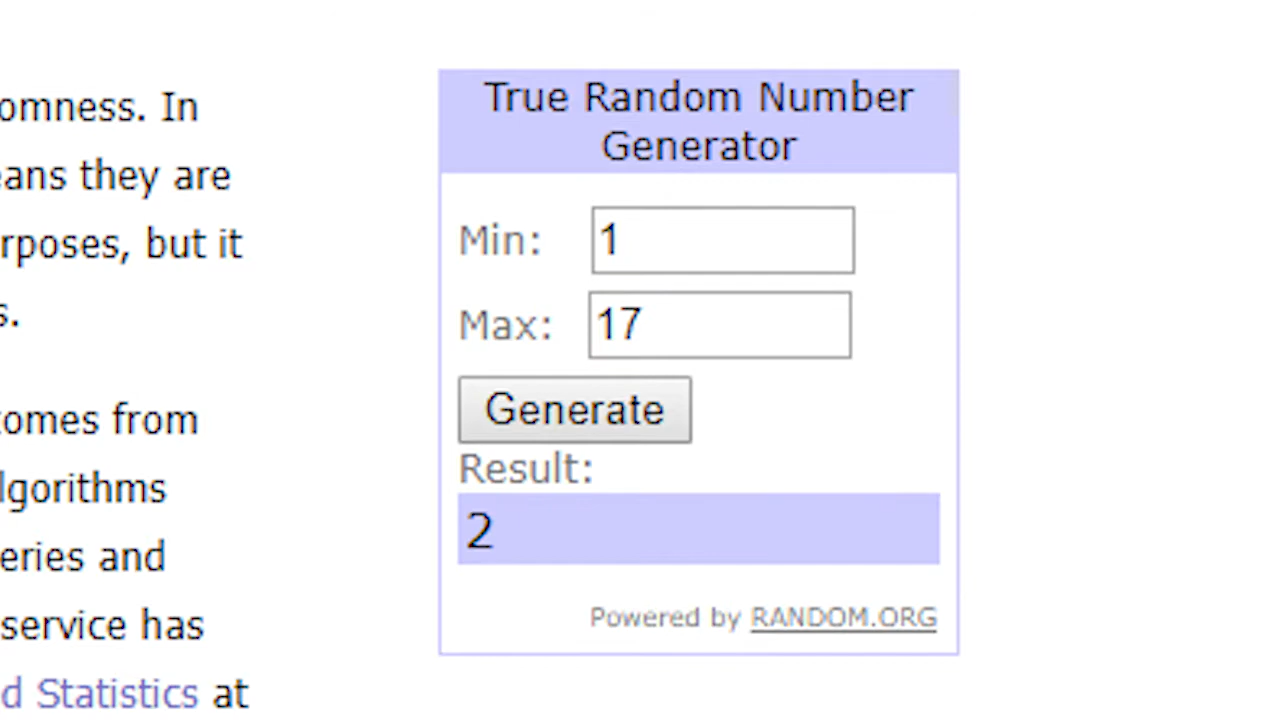 omness. In
eans they are
rposes, but it
s.
comes from
lgorithms
eries and
service has
d Statistics at
True Random Number
Generator
Min: 1
Max: 17
Generate
Result:
2
Powered by RANDOM.ORG